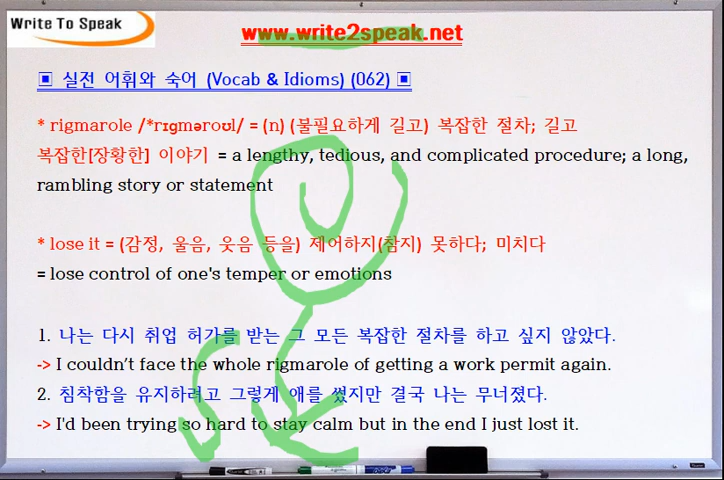 Write To Speak
www.write2speak.net
▣ 실전 어휘와 숙어 (Vocab & Idioms) (062) ▣
* rigmarole /*rɪgməroʊl/ = (n) (불필요하게 길고) 복잡한 절차; 길고
복잡한[장황한] 이야기 = a lengthy, tedious, and complicated procedure; a long,
rambling story or statement
* lose it = (감정, 울음, 웃음 등을) 제어하지(참지) 못하다; 미치다
= lose control of one's temper or emotions
1. 나는 다시 취업 허가를 받는 그 모든 복잡한 절차를 하고 싶지 않았다.
-> I couldn't face the whole rigmarole of getting a work permit again.
2. 침착함을 유지하려고 그렇게 애를 썼지만 결국 나는 무너졌다.
-> I'd been trying so hard to stay calm but in the end I just lost it.